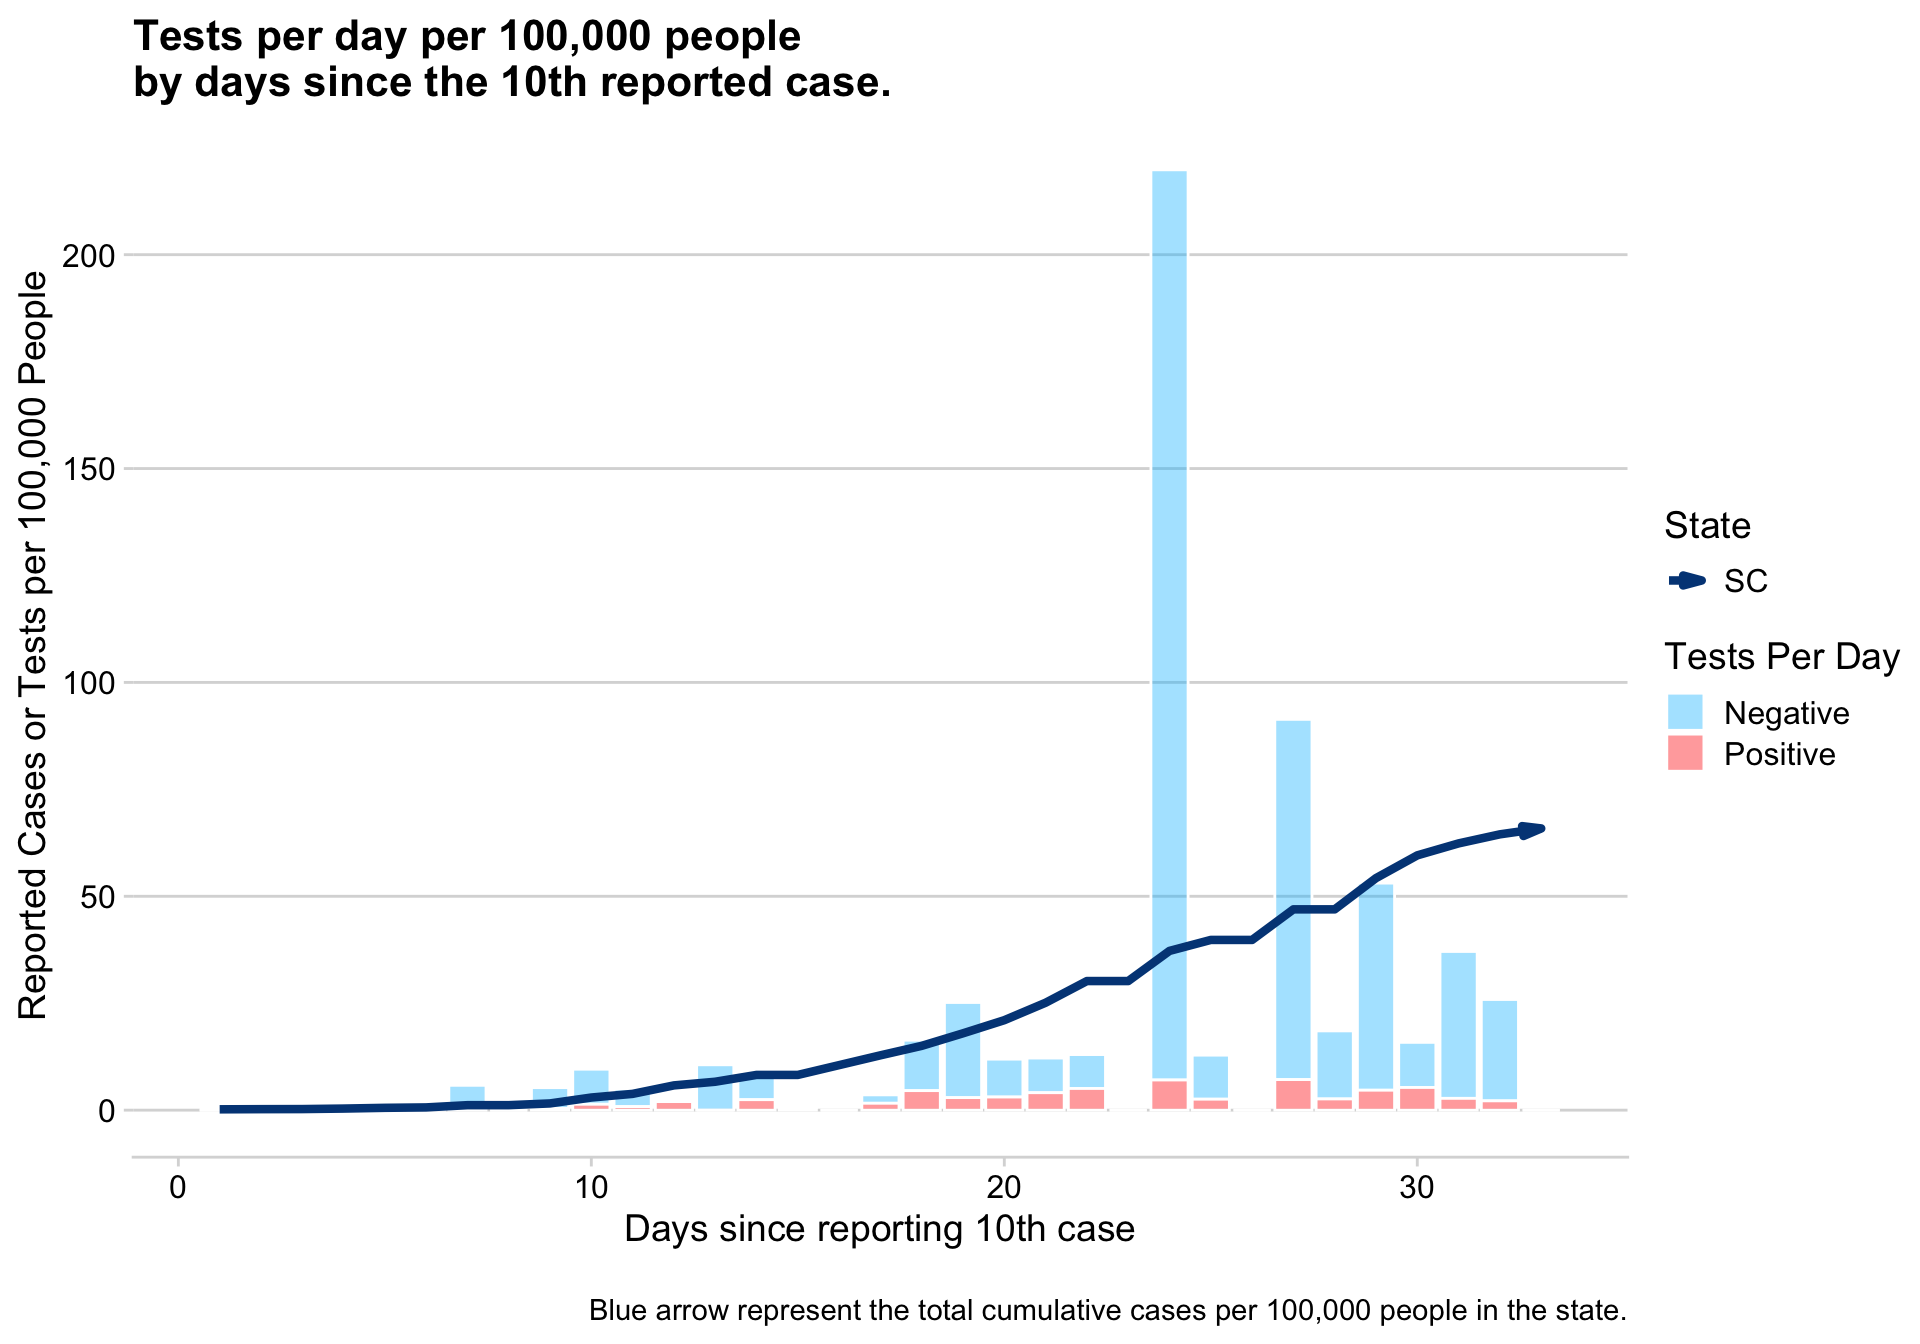 Tests per day per 100,000 people
by days since the 10th reported case.
Reported Cases or Tests per 100,000 People
200
150
100
50
0
0
10
20
30
Days since reporting 10th case
State
SC
Tests Per Day
Negative
Positive
Blue arrow represent the total cumulative cases per 100,000 people in the state.